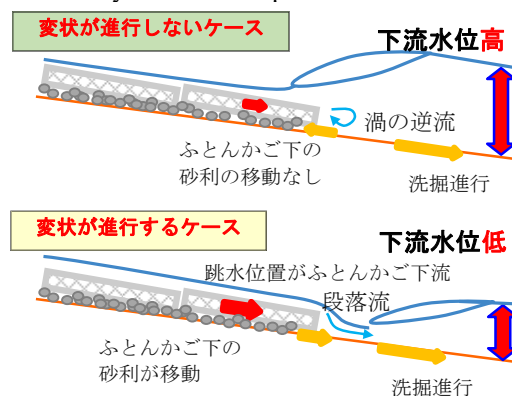 変状が進行しないケース
下流水位高
渦の逆流
ふとんかご下の
砂利の移動なし
洗掘進行
変状が進行するケース
下流水位低
跳水位置がふとんかご下流
段落流
ふとんかご下の
砂利が移動
洗掘進行